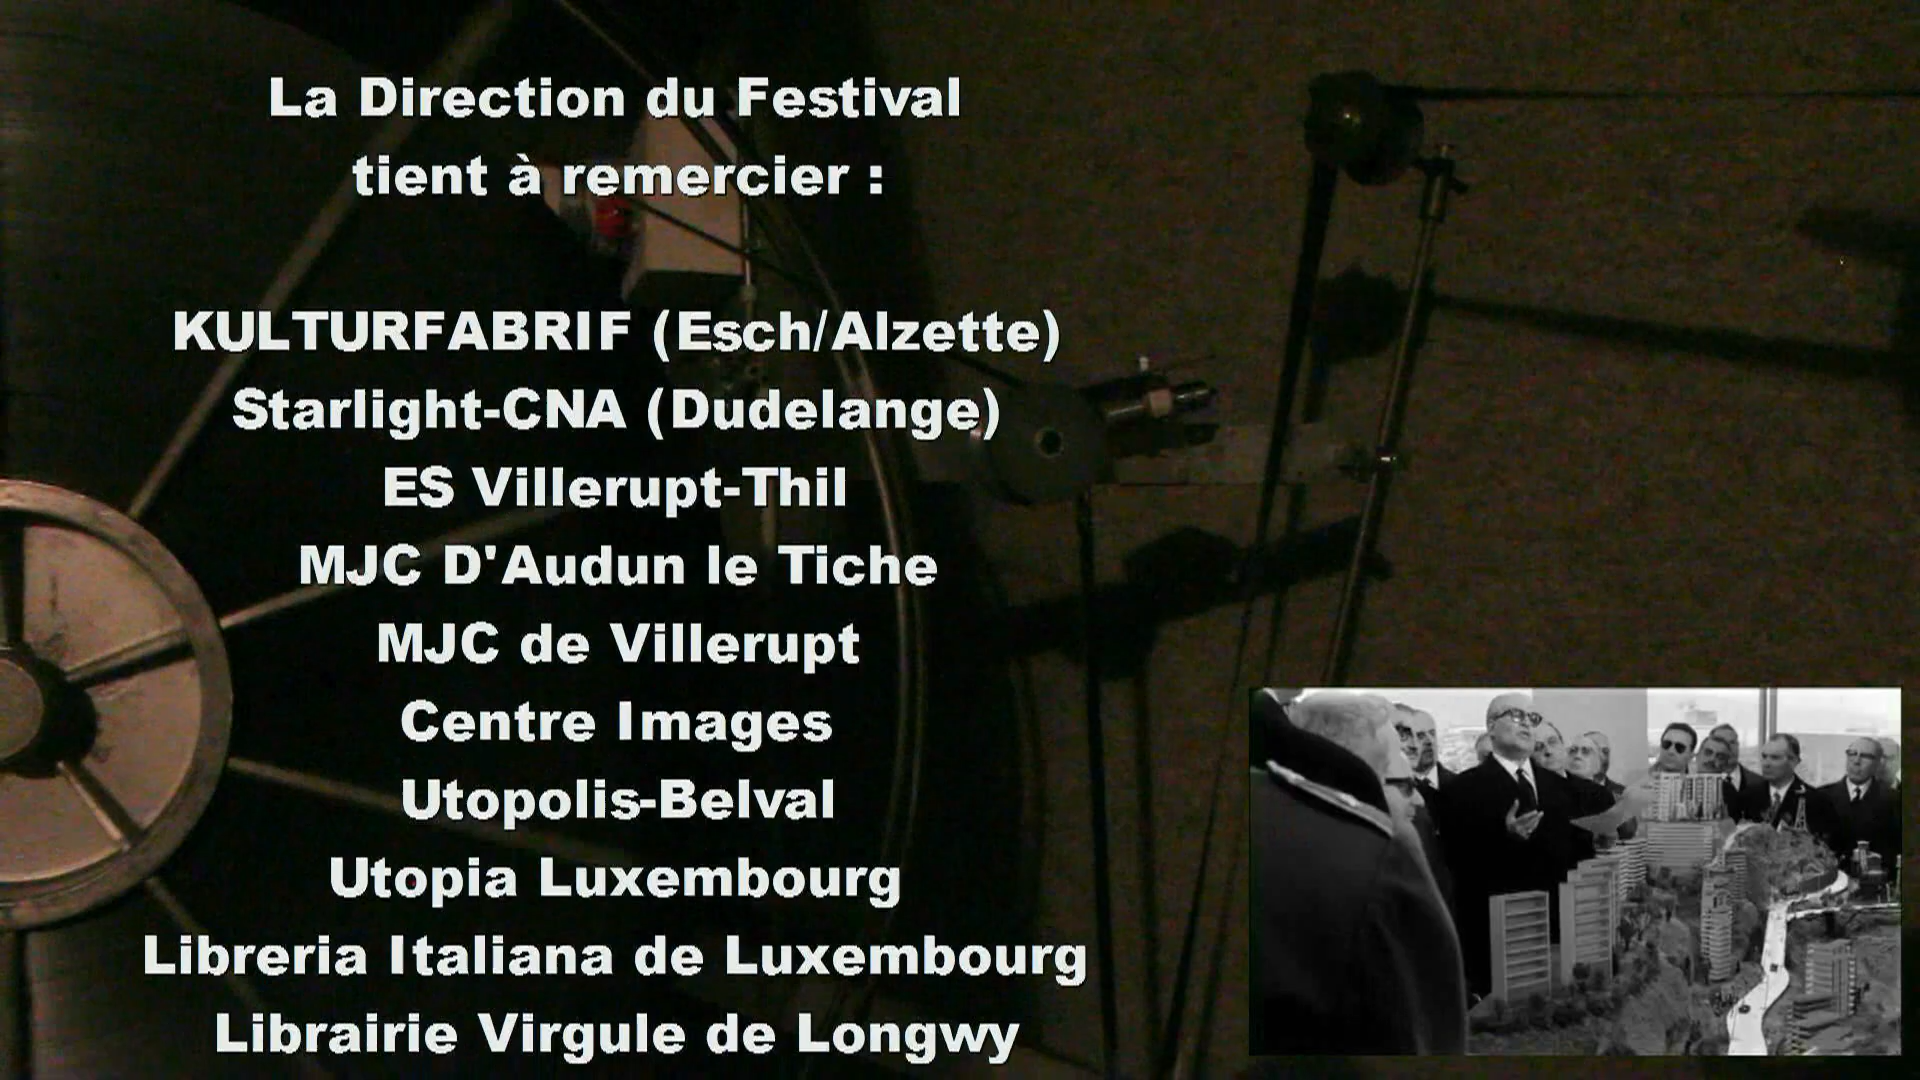 La Direction du Festival
tient à remercier :
KULTURFABRIF (Esch/Alzette)
Starlight-CNA (Dudelange)
ES Villerupt-Thil
MJC D'Audun le Tiche
MJC de Villerupt
Centre Images
Utopolis-Belval
Utopia Luxembourg
Libreria Italiana de Luxembourg
Librairie Virgule de Longwy